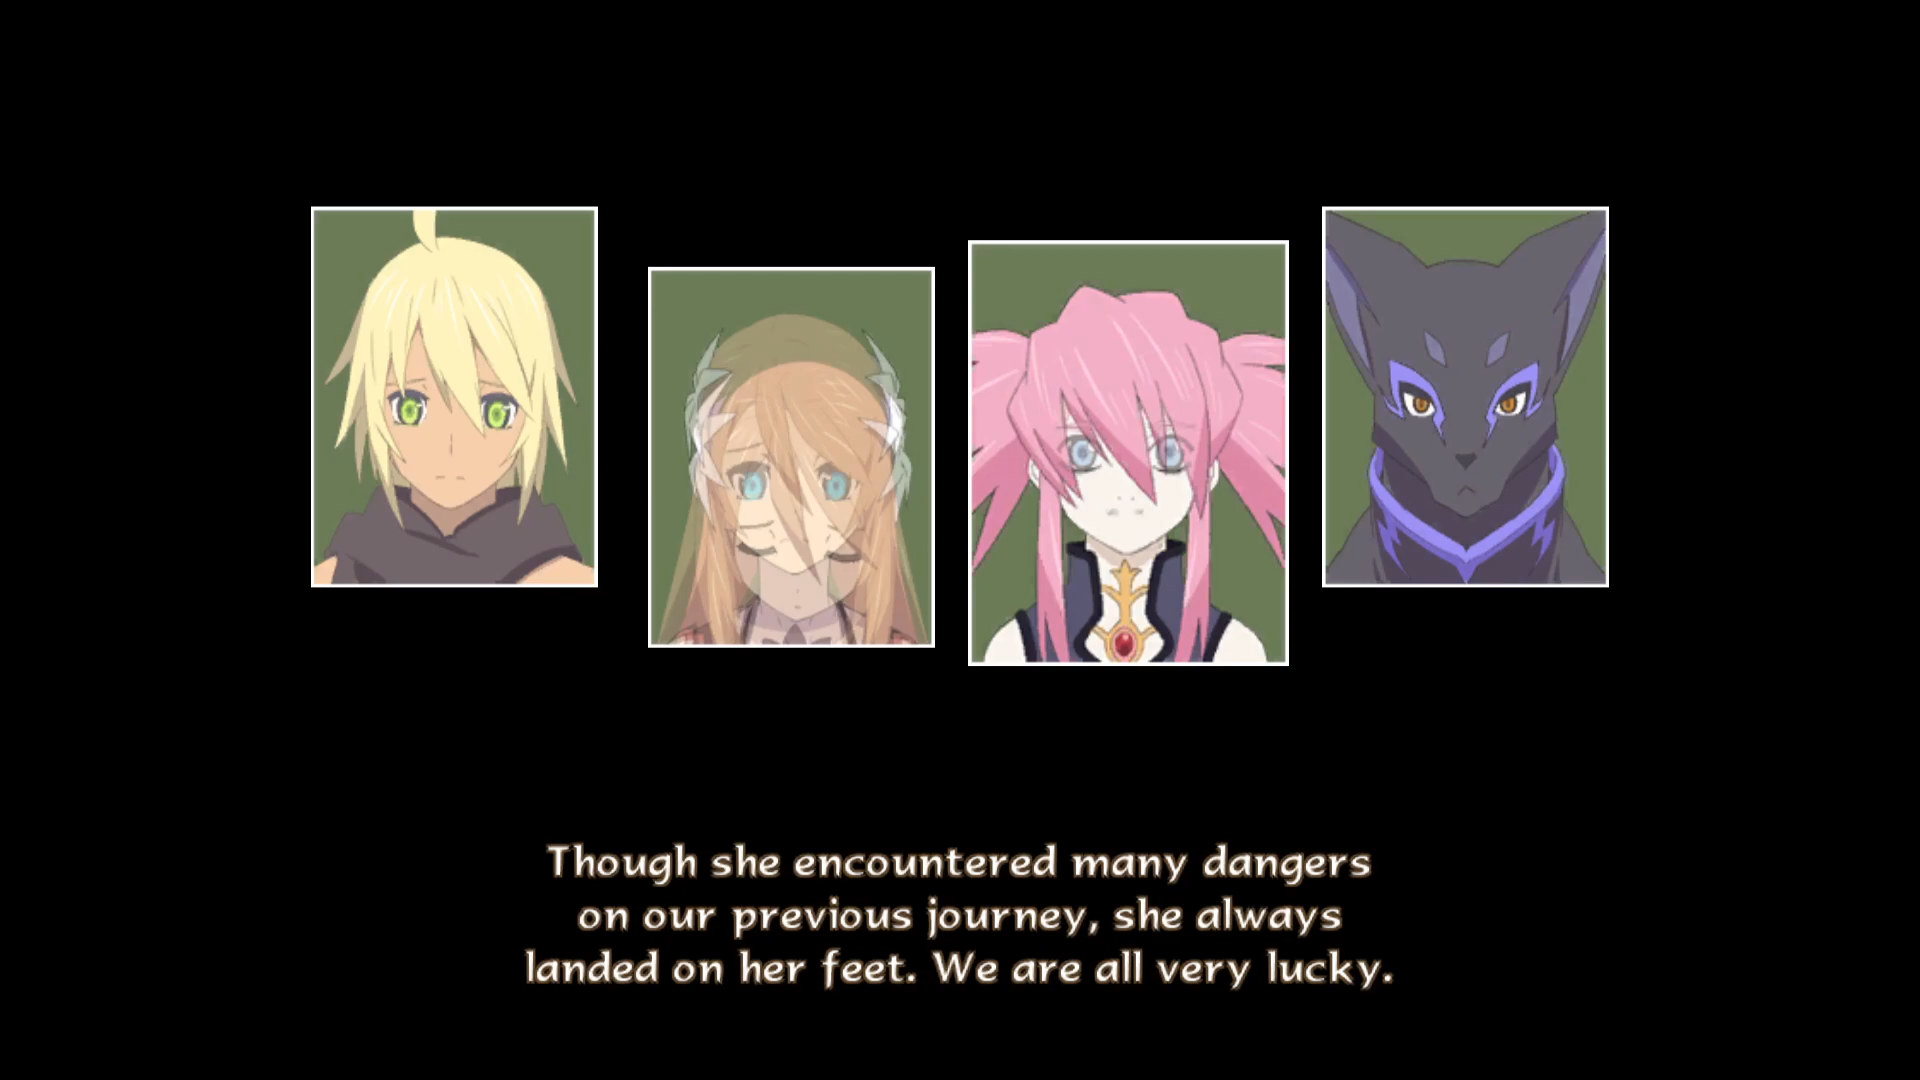 Though she encountered many dangers
on our previous journey, she always
landed on her feet. We are all very lucky.